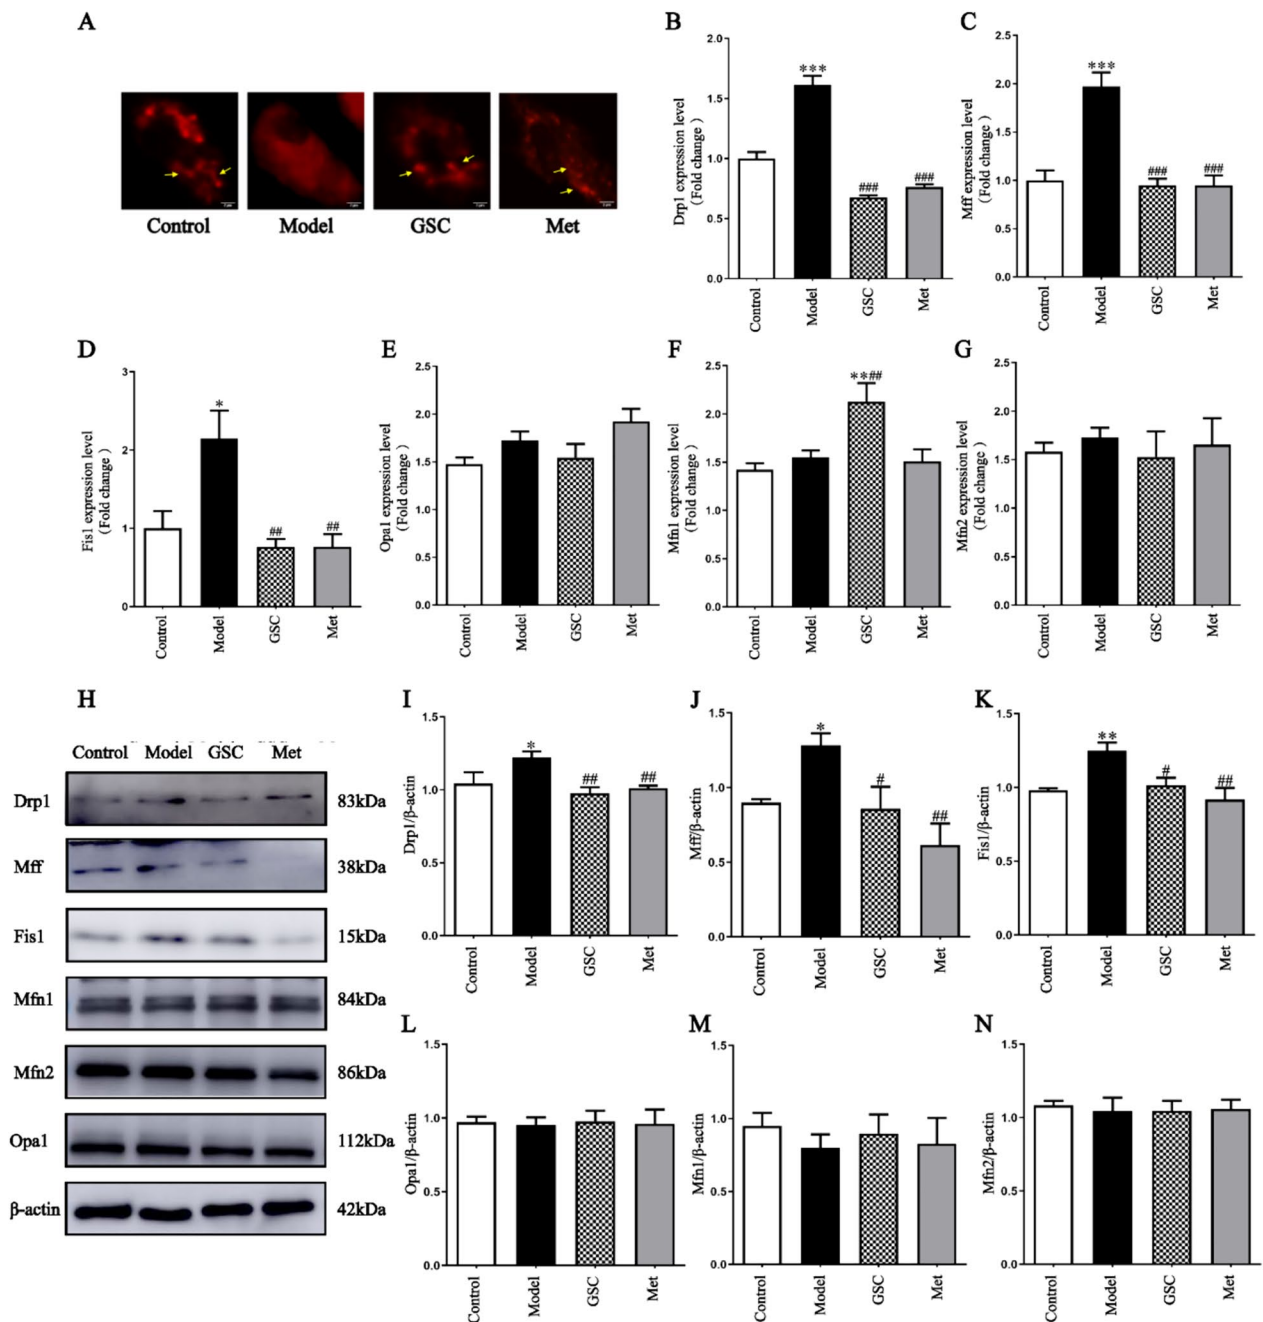 A
Control
Model
GSC
Met
B
Drp1 expression level
(Fold change)
2.0
1.5
1.0
0.5
0.0
***
###
###
Control
Model
GSC
Met
C
Mff expression level
(Fold change)
2.5
2.0
1.5
1.0
0.5
0.0
***
###
###
Control
Model
GSC
Met
D
Fis1 expression level
(Fold change)
3
2
1
0
*
##
##
Control
Model
GSC
Met
E
Opa1 expression level
(Fold change)
2.5
2.0
1.5
1.0
0.5
0.0
Control
Model
GSC
Met
F
Mfn1 expression level
(Fold change)
2.5
2.0
1.5
1.0
0.5
0.0
**##
Control
Model
GSC
Met
G
Mfn2 expression level
(Fold change)
2.5
2.0
1.5
1.0
0.5
0.0
Control
Model
GSC
Met
H
Control Model GSC Met
Drp1 83kDa
Mff 38kDa
Fis1 15kDa
Mfn1 84kDa
Mfn2 86kDa
Opa1 112kDa
β-actin 42kDa
I
Drp1/β-actin
1.5
1.0
0.5
0.0
*
##
##
Control
Model
GSC
Met
J
Mff/β-actin
1.5
1.0
0.5
0.0
*
#
##
Control
Model
GSC
Met
K
Fis1/β-actin
1.5
1.0
0.5
0.0
**
#
##
Control
Model
GSC
Met
L
Opa1/β-actin
1.5
1.0
0.5
0.0
Control
Model
GSC
Met
M
Mfn1/β-actin
1.5
1.0
0.5
0.0
Control
Model
GSC
Met
N
Mfn2/β-actin
1.5
1.0
0.5
0.0
Control
Model
GSC
Met